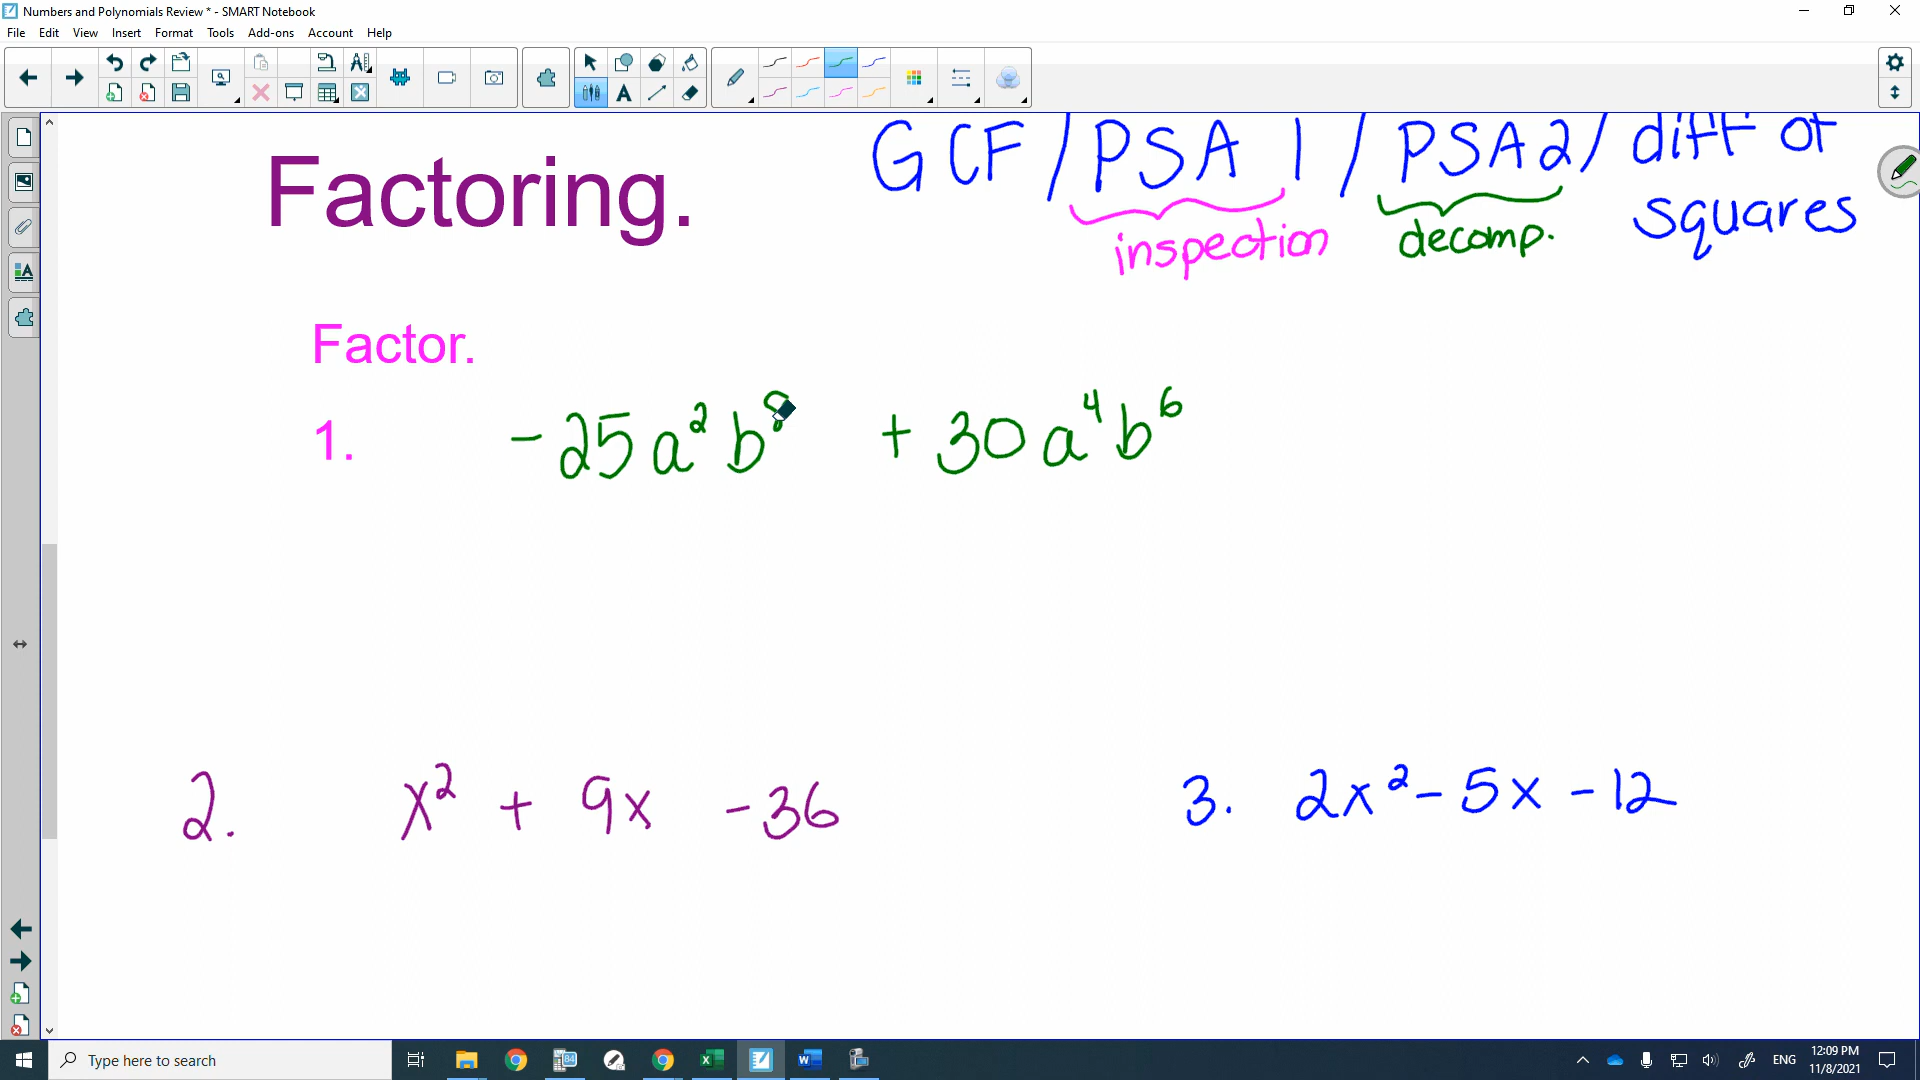 Numbers and Polynomials Review * - SMART Notebook
File Edit View Insert Format Tools Add-ons Account Help
GCF / PSA 1 / PSA2 / diff of
squares
inspection decomp.
Factoring.
Factor.
1. -25a²b⁸ + 30a⁴b⁶
2. x² + 9x - 36
3. 2x² - 5x - 12
Type here to search
ENG
12:09 PM
11/8/2021